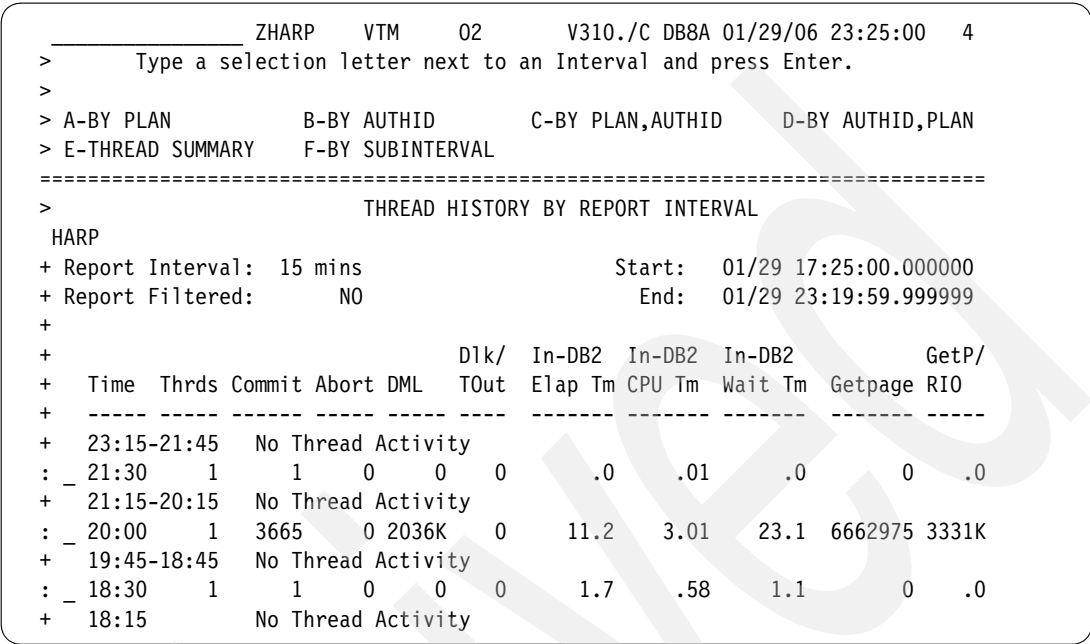 ________________ ZHARP    VTM     O2       V310./C DB8A 01/29/06 23:25:00   4
>       Type a selection letter next to an Interval and press Enter.
>
> A-BY PLAN           B-BY AUTHID        C-BY PLAN,AUTHID     D-BY AUTHID,PLAN
> E-THREAD SUMMARY    F-BY SUBINTERVAL
===============================================================================
>                          THREAD HISTORY BY REPORT INTERVAL
 HARP
+ Report Interval:  15 mins                     Start:   01/29 17:25:00.000000
+ Report Filtered:       NO                       End:   01/29 23:19:59.999999
+
+                                  Dlk/  In-DB2  In-DB2  In-DB2           GetP/
+   Time  Thrds Commit Abort DML   TOut  Elap Tm CPU Tm  Wait Tm  Getpage RIO
+   ----- ----- ------ ----- ----- ----  ------- ------- -------  ------- -----
+   23:15-21:45   No Thread Activity
: _ 21:30     1      1     0     0    0       .0     .01      .0        0    .0
+   21:15-20:15   No Thread Activity
: _ 20:00     1   3665     0 2036K    0     11.2    3.01    23.1  6662975 3331K
+   19:45-18:45   No Thread Activity
: _ 18:30     1      1     0     0    0      1.7     .58     1.1        0    .0
+   18:15         No Thread Activity